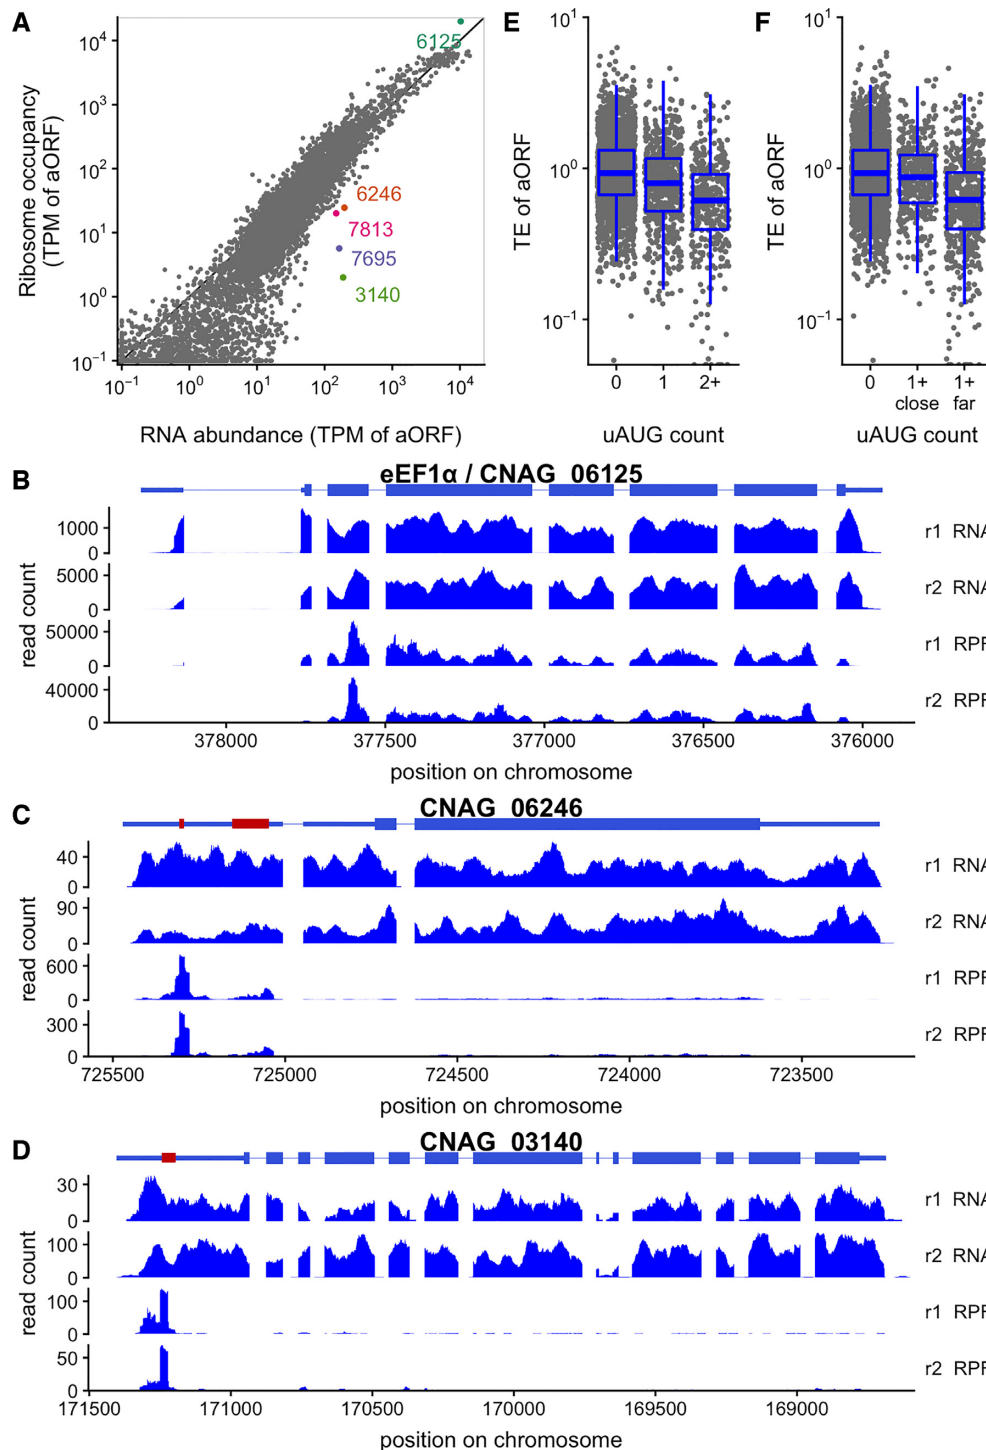 A
Ribosome occupancy
(TPM of aORF)
10⁴
10³
10²
10¹
10⁰
10⁻¹
6125
6246
7813
7695
3140
10⁻¹ 10⁰ 10¹ 10² 10³ 10⁴
RNA abundance (TPM of aORF)
E
TE of aORF
10¹
10⁰
10⁻¹
0 1 2+
uAUG count
F
TE of aORF
10¹
10⁰
10⁻¹
0 1+ 1+
close far
uAUG count
B
eEF1α / CNAG_06125
read count
1000
0
r1 RNA
5000
0
r2 RNA
50000
0
r1 RPF
40000
0
r2 RPF
378000 377500 377000 376500 376000
position on chromosome
C
CNAG_06246
read count
40
0
r1 RNA
90
0
r2 RNA
600
0
r1 RPF
300
0
r2 RPF
725500 725000 724500 724000 723500
position on chromosome
D
CNAG_03140
read count
30
0
r1 RNA
100
0
r2 RNA
100
0
r1 RPF
50
0
r2 RPF
171500 171000 170500 170000 169500 169000
position on chromosome